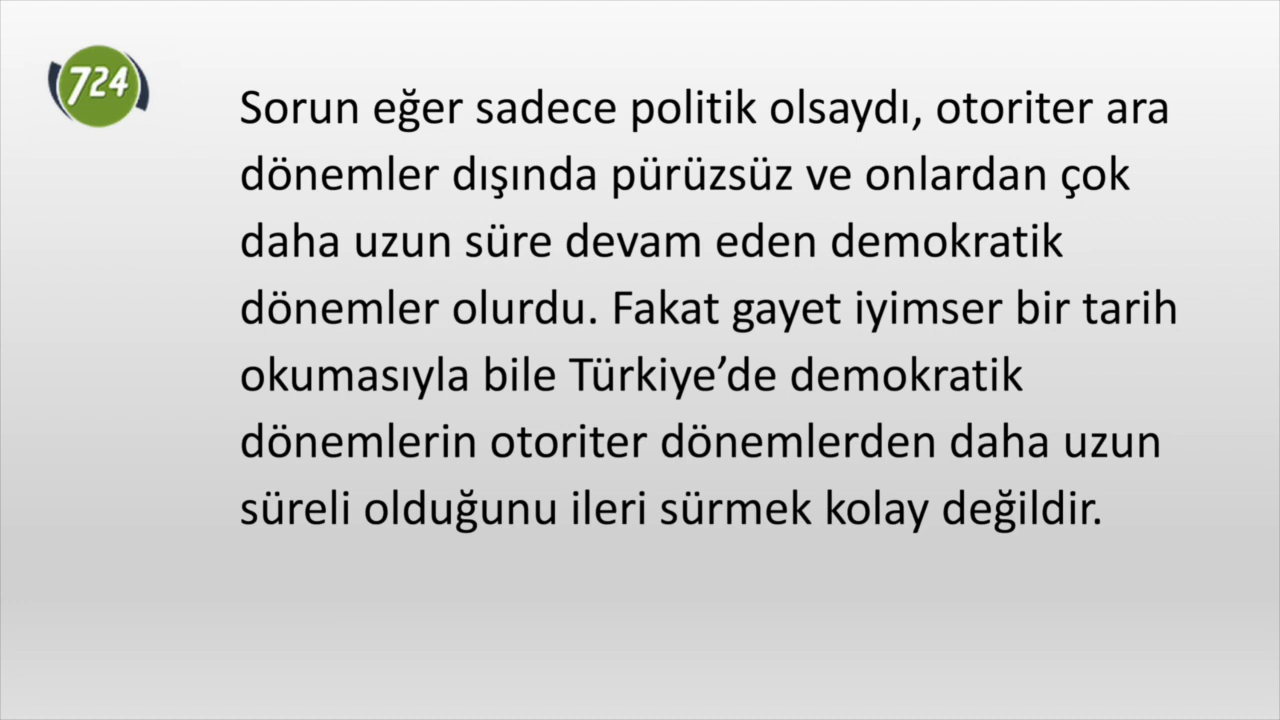 724
Sorun eğer sadece politik olsaydı, otoriter ara
dönemler dışında pürüzsüz ve onlardan çok
daha uzun süre devam eden demokratik
dönemler olurdu. Fakat gayet iyimser bir tarih
okumasıyla bile Türkiye’de demokratik
dönemlerin otoriter dönemlerden daha uzun
süreli olduğunu ileri sürmek kolay değildir.